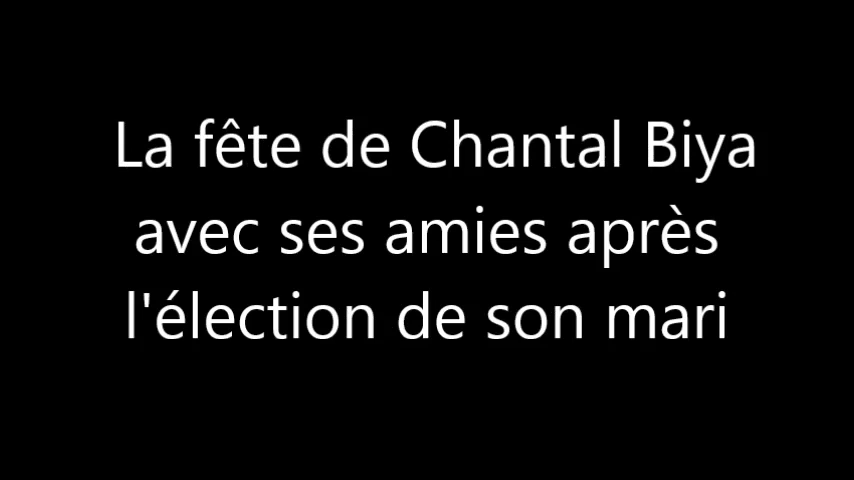 La fête de Chantal Biya
avec ses amies après
l'élection de son mari